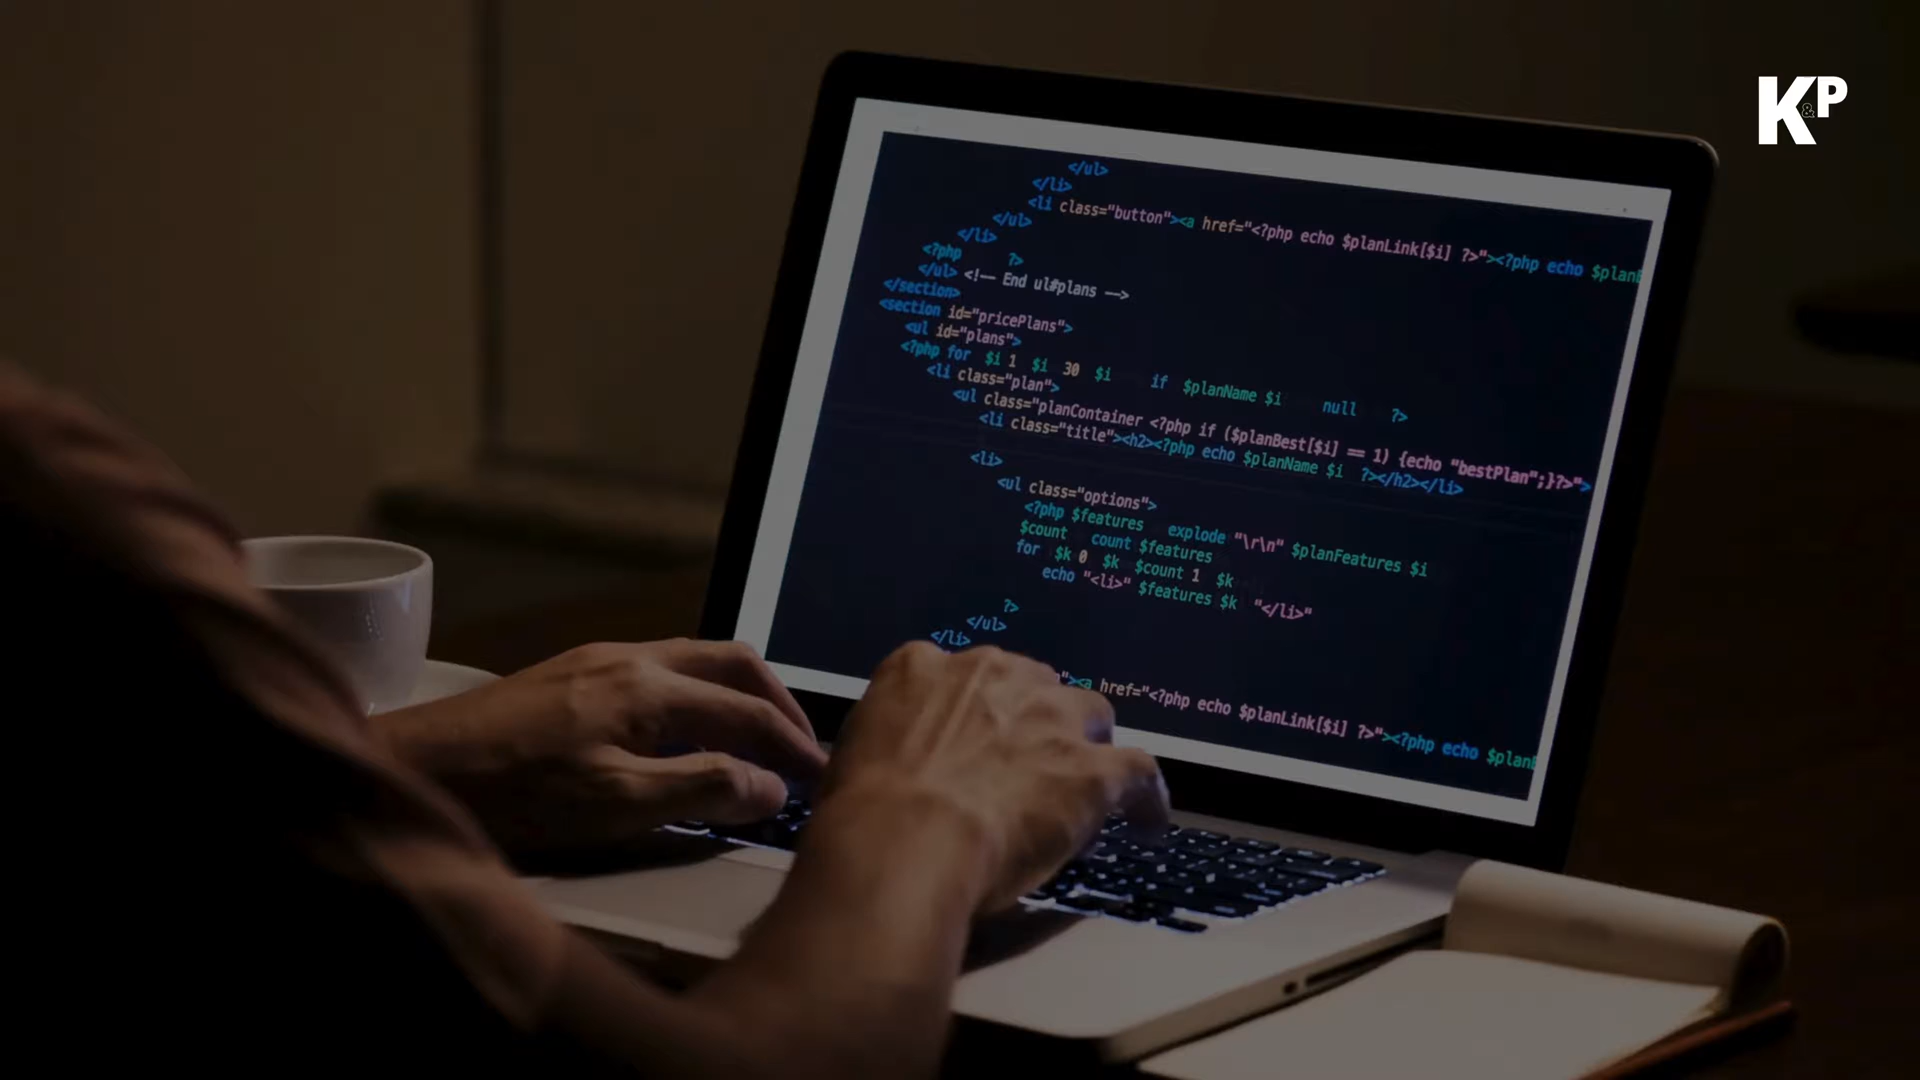 K&P
</ul>
</li>
<li class="button"><a href="<?php echo $planLink[$i] ?>"><?php echo $plan
</ul>
</li>
<?php ?>
</ul> <!-- End ul#plans -->
</section>
<section id="pricePlans">
<ul id="plans">
<?php for $i 1 $i 30 $i if $planName $i null ?>
<li class="plan">
<ul class="planContainer <?php if ($planBest[$i] == 1) {echo "bestPlan";}?>">
<li class="title"><h2><?php echo $planName $i ?></h2></li>
<li>
<ul class="options">
<?php $features explode "\r\n" $planFeatures $i
$count count $features
for $k 0 $k $count 1 $k
echo "<li>" $features $k "</li>"
?>
</ul>
</li>
"><a href="<?php echo $planLink[$i] ?>"><?php echo $plan